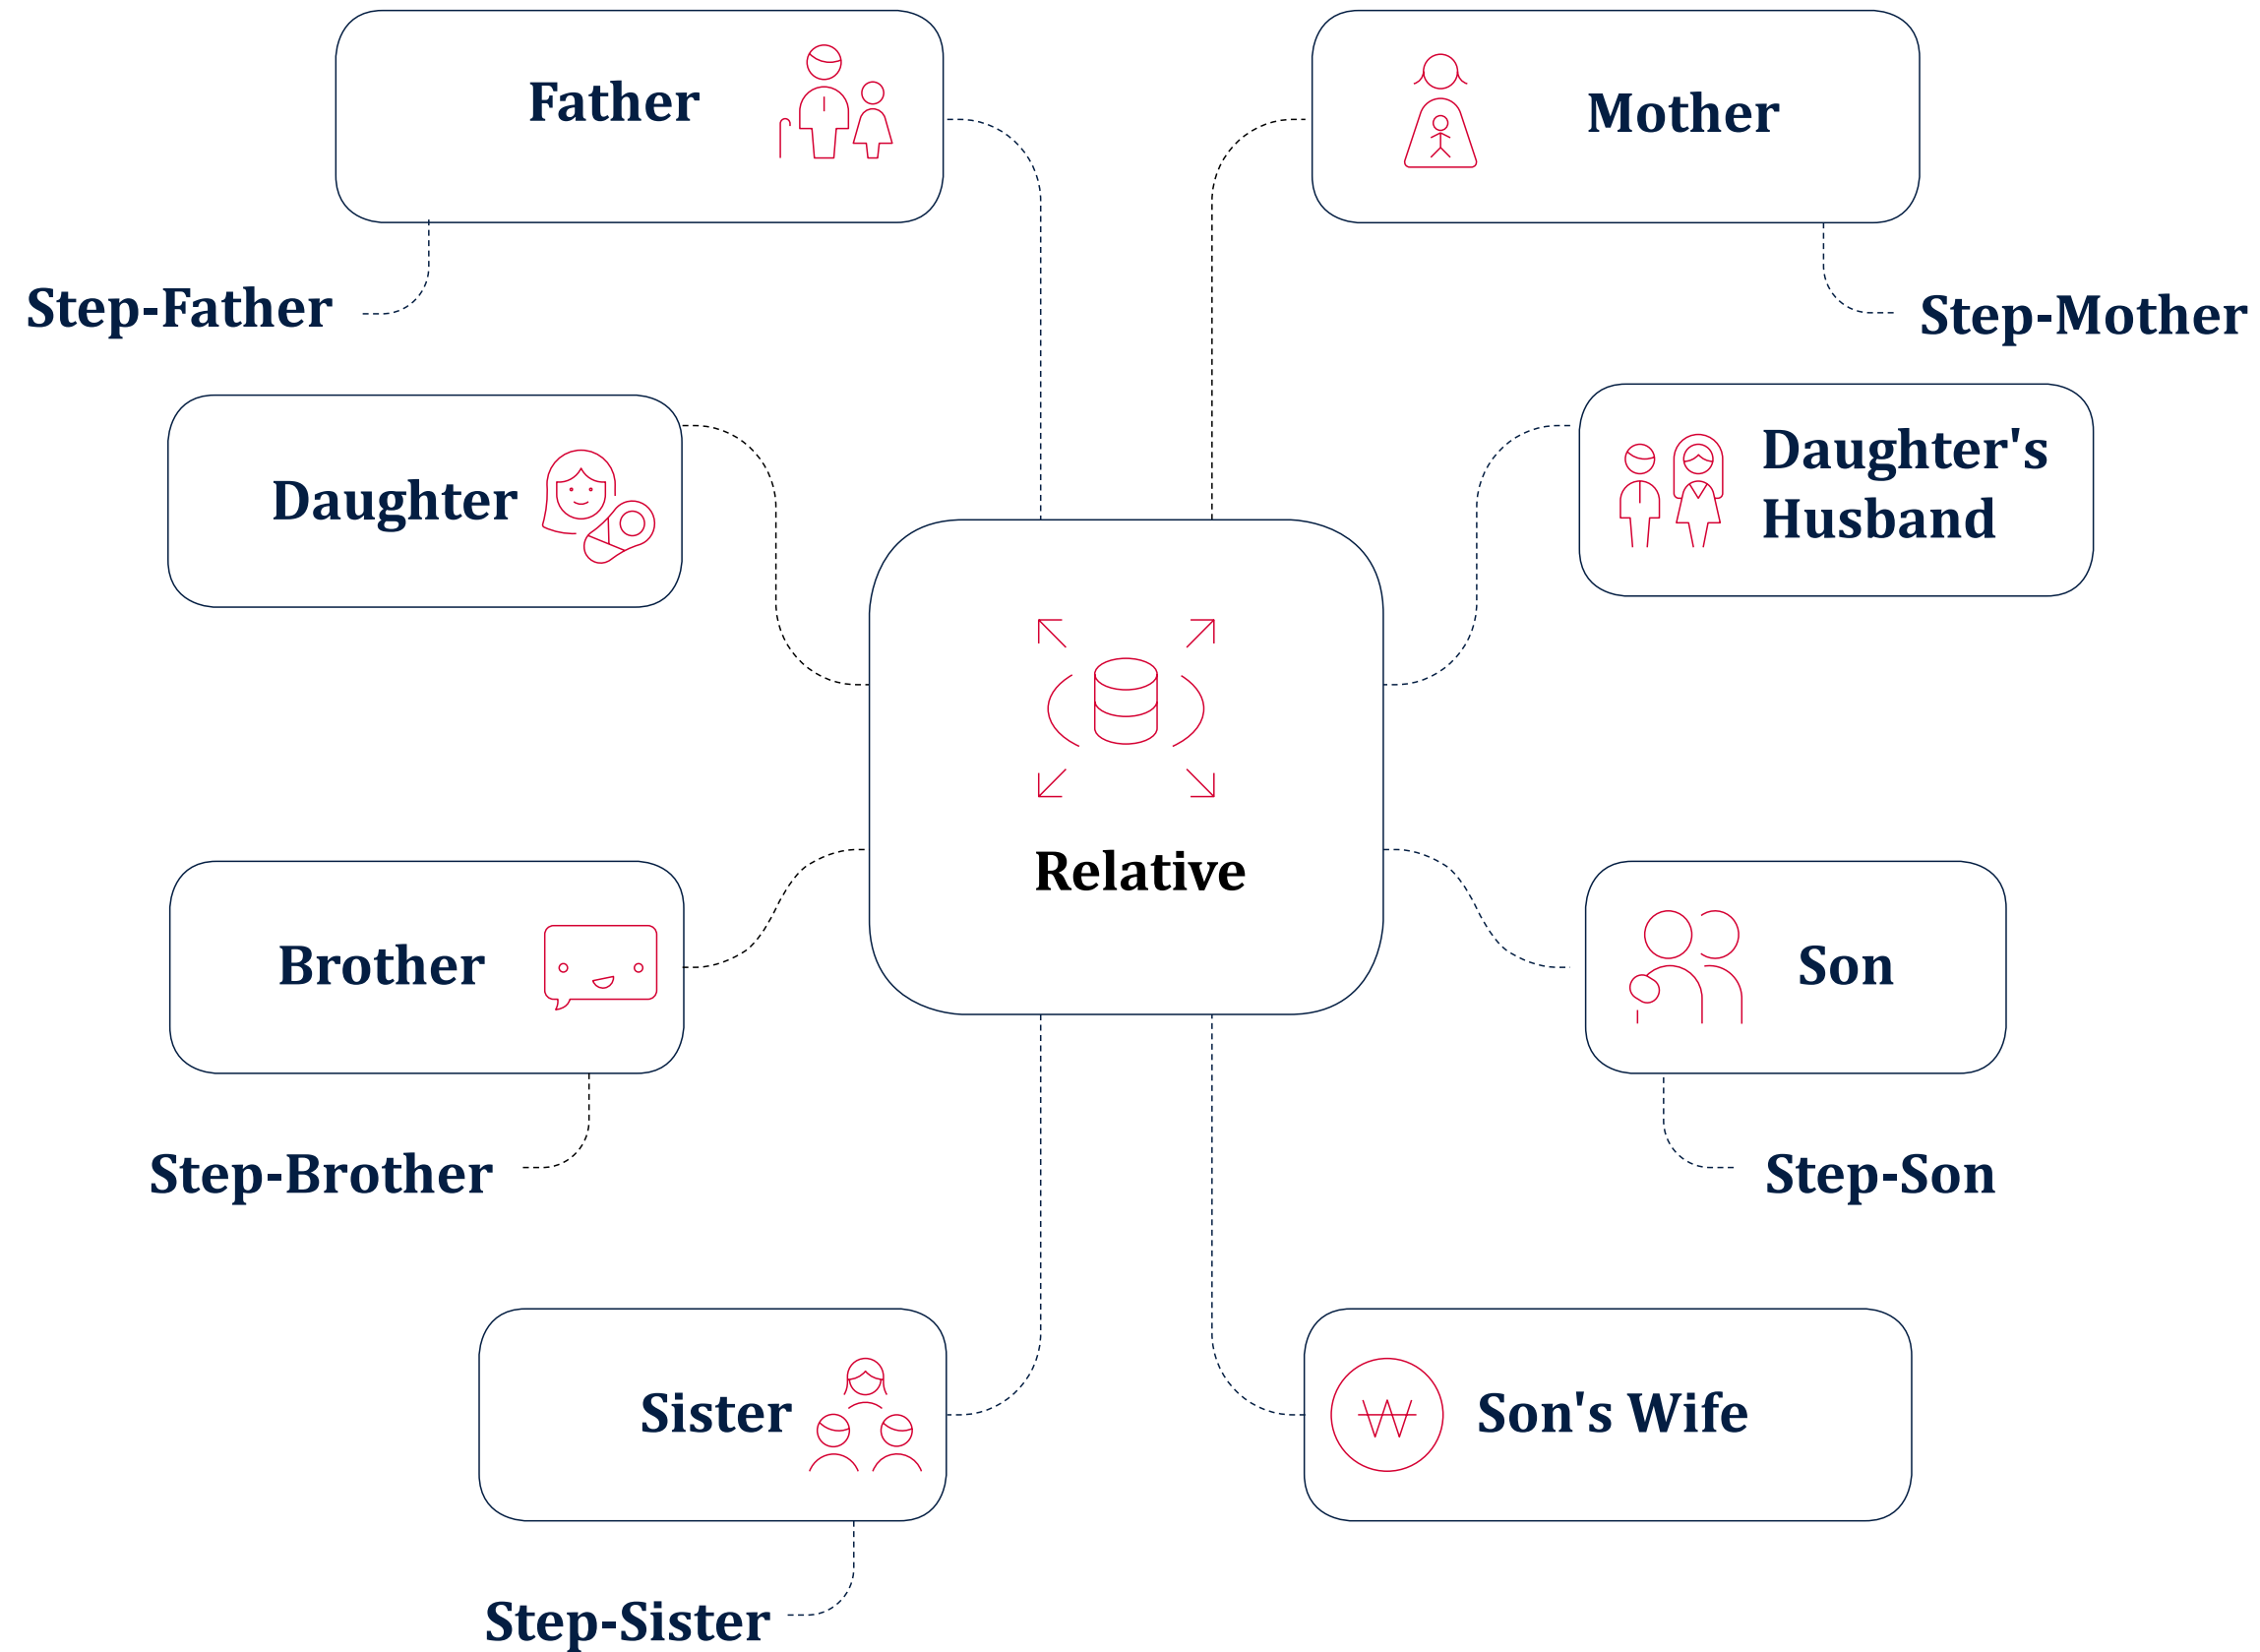 Father
Mother
Step-Father
Step-Mother
Daughter
Daughter's
Husband
Relative
Brother
Son
Step-Brother
Step-Son
Sister
Son's Wife
Step-Sister